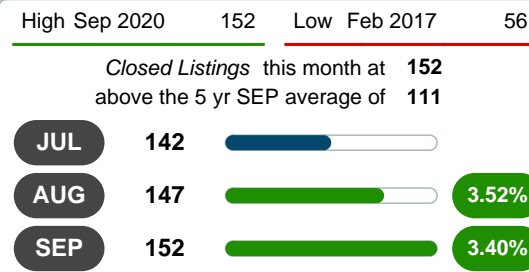 High Sep 2020 152 Low Feb 2017 56
Closed Listings this month at 152
above the 5 yr SEP average of 111
JUL 142
AUG 147 3.52%
SEP 152 3.40%